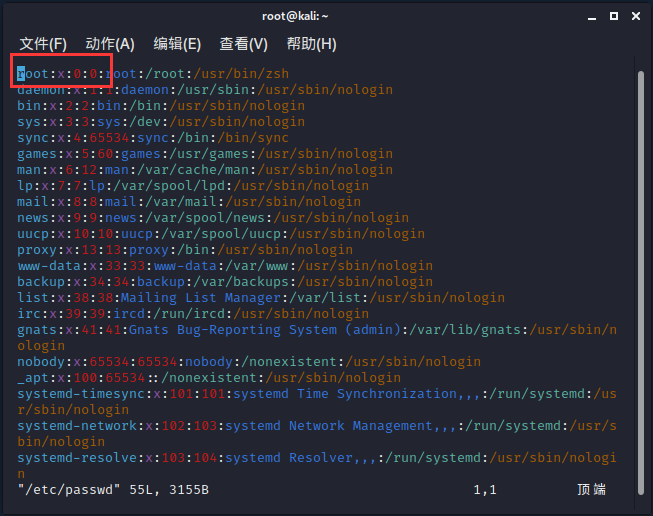 root@kali: ~
文件(F) 动作(A) 编辑(E) 查看(V) 帮助(H)
root:x:0:0:root:/root:/usr/bin/zsh
daemon:x:1:1:daemon:/usr/sbin:/usr/sbin/nologin
bin:x:2:2:bin:/bin:/usr/sbin/nologin
sys:x:3:3:sys:/dev:/usr/sbin/nologin
sync:x:4:65534:sync:/bin:/bin/sync
games:x:5:60:games:/usr/games:/usr/sbin/nologin
man:x:6:12:man:/var/cache/man:/usr/sbin/nologin
lp:x:7:7:lp:/var/spool/lpd:/usr/sbin/nologin
mail:x:8:8:mail:/var/mail:/usr/sbin/nologin
news:x:9:9:news:/var/spool/news:/usr/sbin/nologin
uucp:x:10:10:uucp:/var/spool/uucp:/usr/sbin/nologin
proxy:x:13:13:proxy:/bin:/usr/sbin/nologin
www-data:x:33:33:www-data:/var/www:/usr/sbin/nologin
backup:x:34:34:backup:/var/backups:/usr/sbin/nologin
list:x:38:38:Mailing List Manager:/var/list:/usr/sbin/nologin
irc:x:39:39:ircd:/run/ircd:/usr/sbin/nologin
gnats:x:41:41:Gnats Bug-Reporting System (admin):/var/lib/gnats:/usr/sbin/n
ologin
nobody:x:65534:65534:nobody:/nonexistent:/usr/sbin/nologin
_apt:x:100:65534::/nonexistent:/usr/sbin/nologin
systemd-timesync:x:101:101:systemd Time Synchronization,,,:/run/systemd:/us
r/sbin/nologin
systemd-network:x:102:103:systemd Network Management,,,:/run/systemd:/usr/s
bin/nologin
systemd-resolve:x:103:104:systemd Resolver,,,:/run/systemd:/usr/sbin/nologi
n
"/etc/passwd" 55L, 3155B 1,1 顶端